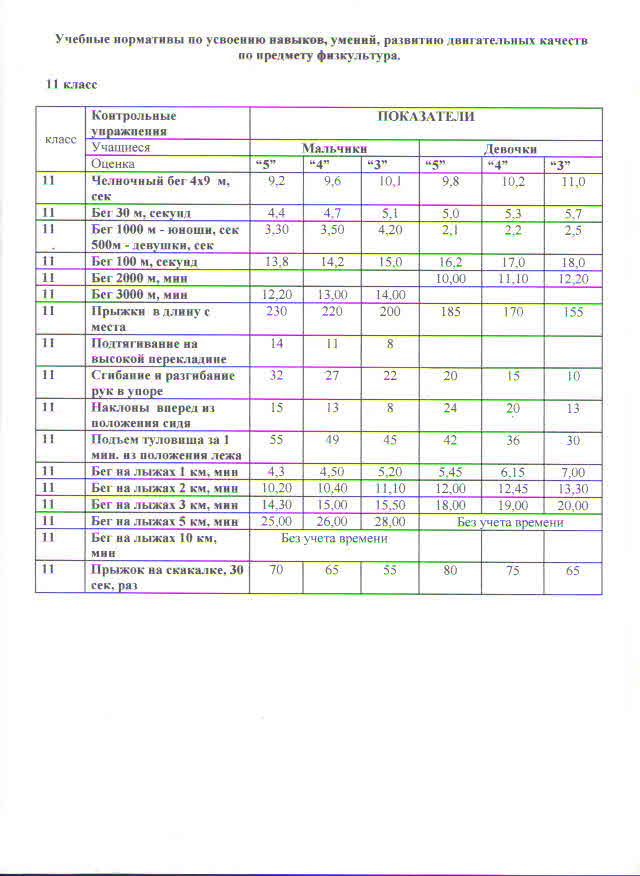 Учебные нормативы по усвоению навыков, умений, развитию двигательных качеств
по предмету физкультура.
11 класс
класс Контрольные упражнения ПОКАЗАТЕЛИ
Учащиеся Мальчики Девочки
Оценка “5” “4” “3” “5” “4” “3”
11 Челночный бег 4х9 м, 9,2 9,6 10,1 9,8 10,2 11,0
сек
11 Бег 30 м, секунд 4,4 4,7 5,1 5,0 5,3 5,7
11 Бег 1000 м - юноши, сек 3,30 3,50 4,20 2,1 2,2 2,5
500м - девушки, сек
11 Бег 100 м, секунд 13,8 14,2 15,0 16,2 17,0 18,0
11 Бег 2000 м, мин 10,00 11,10 12,20
11 Бег 3000 м, мин 12,20 13,00 14,00
11 Прыжки в длину с 230 220 200 185 170 155
места
11 Подтягивание на 14 11 8
высокой перекладине
11 Сгибание и разгибание 32 27 22 20 15 10
рук в упоре
11 Наклоны вперед из 15 13 8 24 20 13
положения сидя
11 Подъем туловища за 1 55 49 45 42 36 30
мин. из положения лежа
11 Бег на лыжах 1 км, мин 4,3 4,50 5,20 5,45 6,15 7,00
11 Бег на лыжах 2 км, мин 10,20 10,40 11,10 12,00 12,45 13,30
11 Бег на лыжах 3 км, мин 14,30 15,00 15,50 18,00 19,00 20,00
11 Бег на лыжах 5 км, мин 25,00 26,00 28,00 Без учета времени
11 Бег на лыжах 10 км, Без учета времени
мин
11 Прыжок на скакалке, 30 70 65 55 80 75 65
сек, раз